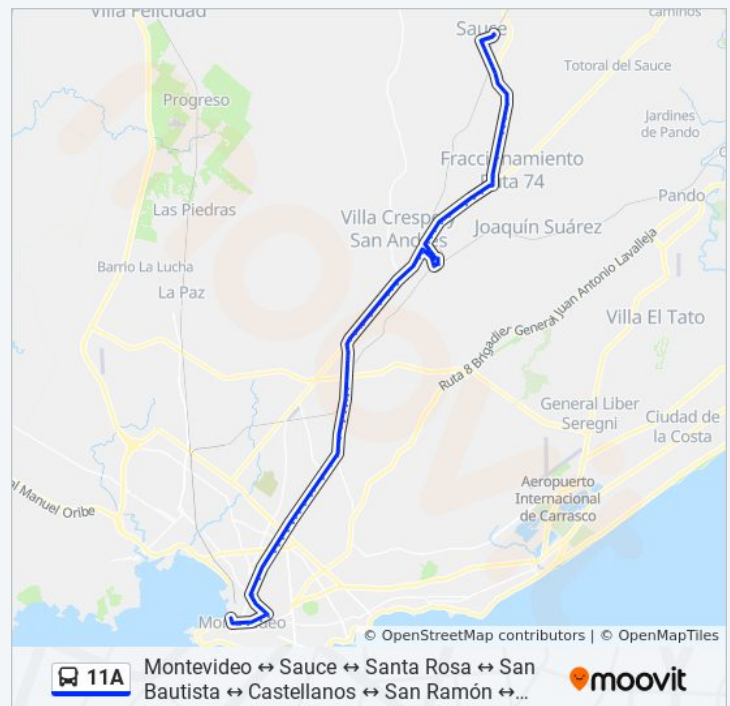 Villa Felicidad
Sauce
Caminos
Totoral del Sauce
Progreso
Jardines
de Pando
Fraccionamiento
Ruta 74
Pando
Las Piedras
Villa Crespo y
San Andrés
Joaquín Suárez
Barrio La Lucha
La Paz
Ruta 8 Brigadier General Juan Antonio Lavalleja
Villa El Tato
General Liber
Seregni
Ciudad de
la Costa
Aeropuerto
Internacional
de Carrasco
al Manuel Oribe
Montevideo
© OpenStreetMap contributors | © OpenMapTiles
11A
Montevideo ↔ Sauce ↔ Santa Rosa ↔ San
Bautista ↔ Castellanos ↔ San Ramón ↔...
moovit